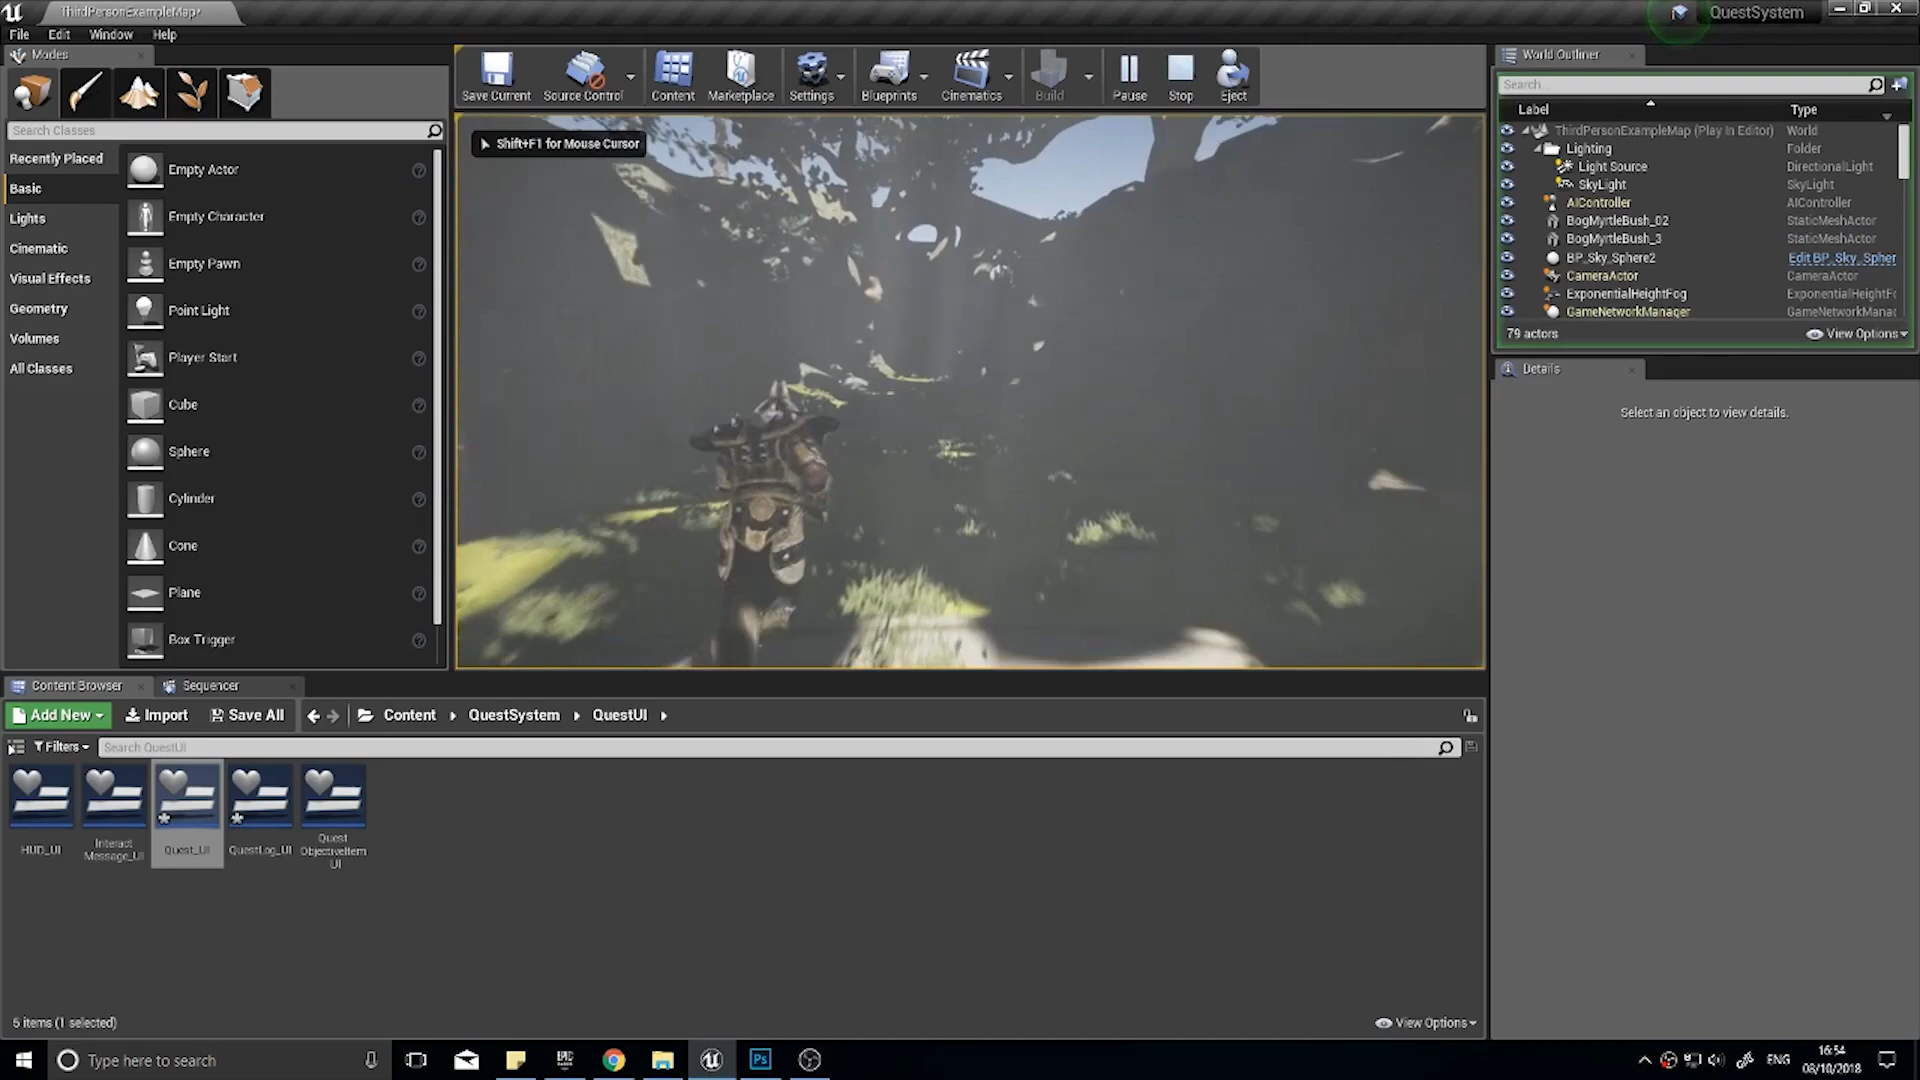 ThirdPersonExampleMap*
QuestSystem
File Edit Window Help
Modes
Save Current
Source Control
Content
Marketplace
Settings
Blueprints
Cinematics
Build
Pause
Stop
Eject
Search Classes
Recently Placed
Basic
Lights
Cinematic
Visual Effects
Geometry
Volumes
All Classes
Empty Actor
Empty Character
Empty Pawn
Point Light
Player Start
Cube
Sphere
Cylinder
Cone
Plane
Box Trigger
Shift+F1 for Mouse Cursor
World Outliner
Search...
Label Type
ThirdPersonExampleMap (Play In Editor) World
Lighting Folder
Light Source DirectionalLight
SkyLight SkyLight
AIController AIController
BogMyrtleBush_02 StaticMeshActor
BogMyrtleBush_3 StaticMeshActor
BP_Sky_Sphere2 Edit BP_Sky_Spher
CameraActor CameraActor
ExponentialHeightFog ExponentialHeightFc
GameNetworkManager GameNetworkManac
79 actors
View Options
Details
Select an object to view details.
Content Browser
Sequencer
Add New
Import
Save All
Content
QuestSystem
QuestUI
Filters
Search QuestUI
HUD_UI
Interact
Message_UI
Quest_UI
QuestLog_UI
Quest
ObjectiveItem
UI
5 items (1 selected)
View Options
Type here to search
EPIC
Ps
ENG
16:54
08/10/2018